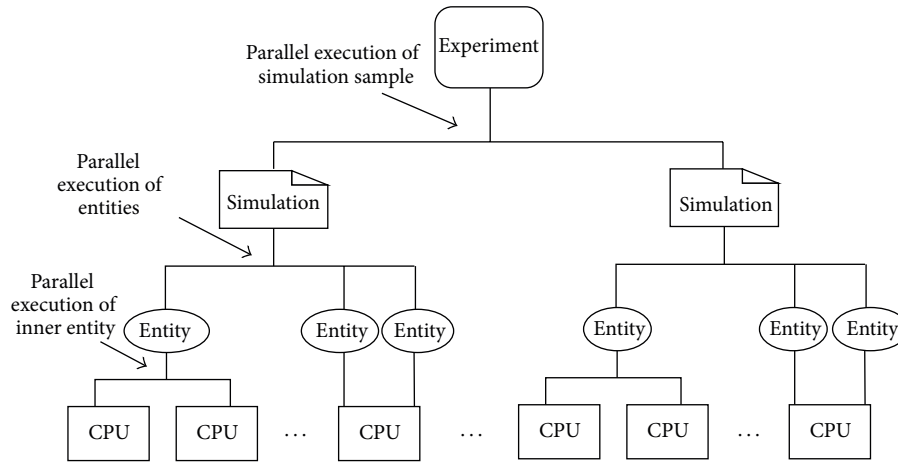 Experiment
Parallel execution of
simulation sample
Parallel
execution of
entities
Simulation
Simulation
Parallel
execution of
inner entity
Entity
Entity
Entity
Entity
Entity
Entity
CPU
CPU
...
CPU
...
CPU
CPU
...
CPU